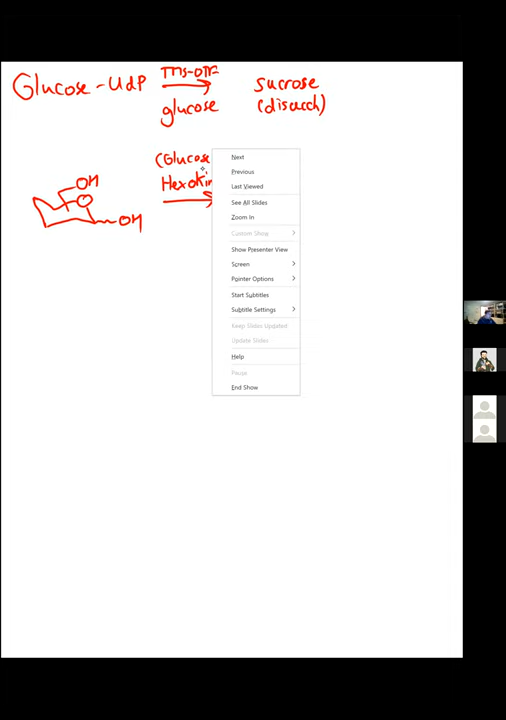 Glucose - UdP
TMS-OTf
glucose
sucrose
(disacch)
(Glucose
Hexokin
OH
O
OH
Next
Previous
Last Viewed
See All Slides
Zoom In
Custom Show
Show Presenter View
Screen
Pointer Options
Start Subtitles
Subtitle Settings
Keep Slides Updated
Update Slides
Help
Pause
End Show